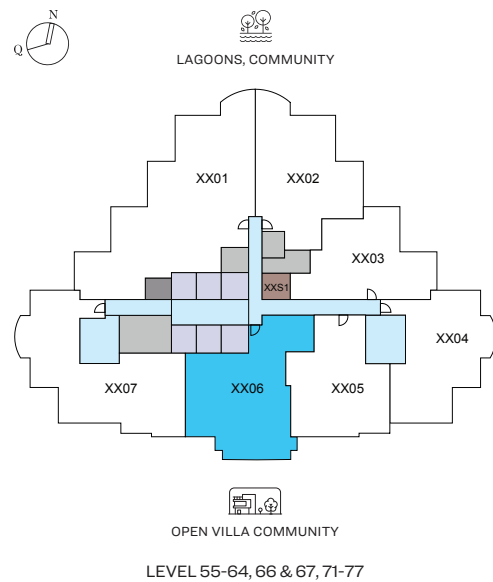 N
Q
LAGOONS, COMMUNITY
XX01
XX02
XX03
XXS1
XX04
XX07
XX06
XX05
OPEN VILLA COMMUNITY
LEVEL 55-64, 66 & 67, 71-77